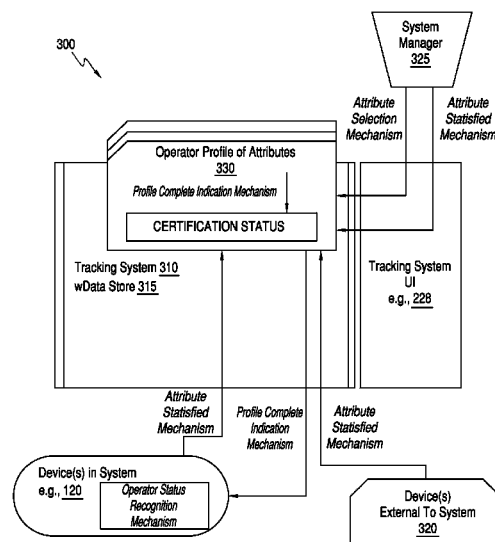 300
System
Manager
325
Attribute
Selection
Mechanism
Attribute
Satisfied
Mechanism
Operator Profile of Attributes
330
Profile Complete Indication Mechanism
CERTIFICATION STATUS
Tracking System 310
wData Store 315
Tracking System
UI
e.g., 228
Attribute
Statisfied
Mechanism
Profile Complete
Indication
Mechanism
Attribute
Statisfied
Mechanism
Device(s) in System
e.g., 120
Operator Status
Recognition
Mechanism
Device(s)
External To System
320